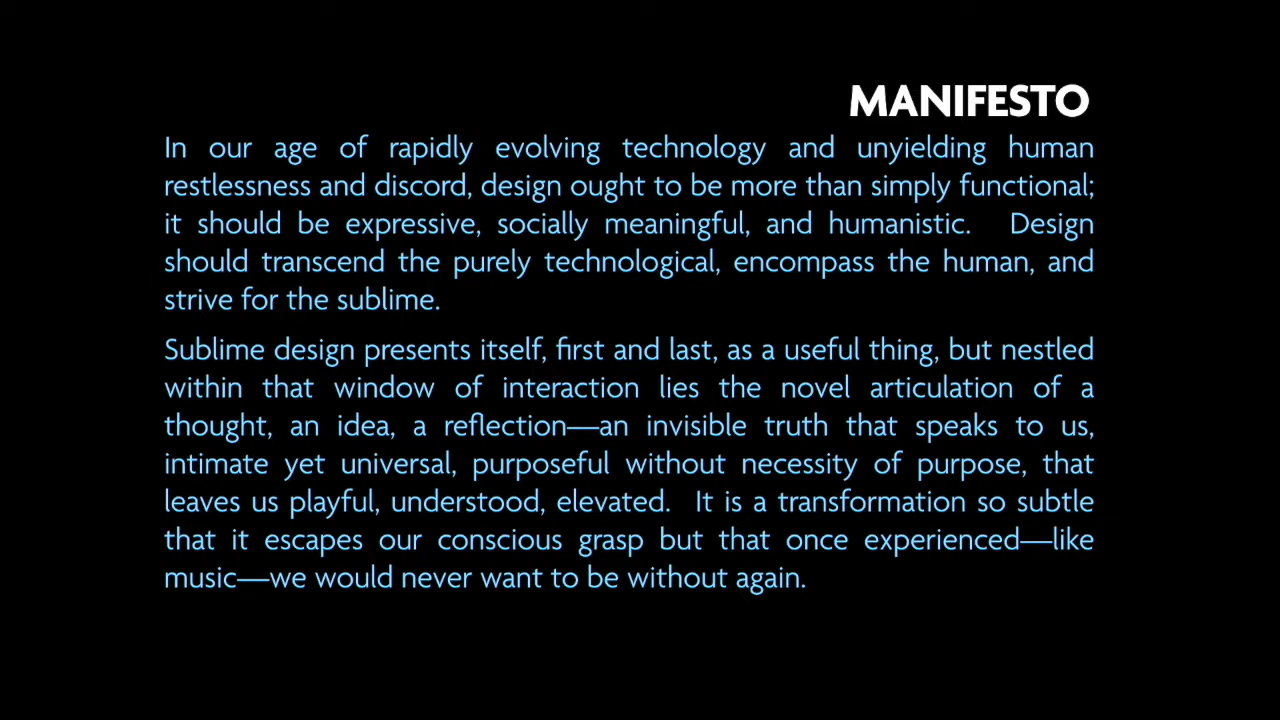 MANIFESTO
In our age of rapidly evolving technology and unyielding human
restlessness and discord, design ought to be more than simply functional;
it should be expressive, socially meaningful, and humanistic.  Design
should transcend the purely technological, encompass the human, and
strive for the sublime.
Sublime design presents itself, first and last, as a useful thing, but nestled
within that window of interaction lies the novel articulation of a
thought, an idea, a reflection—an invisible truth that speaks to us,
intimate yet universal, purposeful without necessity of purpose, that
leaves us playful, understood, elevated.  It is a transformation so subtle
that it escapes our conscious grasp but that once experienced—like
music—we would never want to be without again.